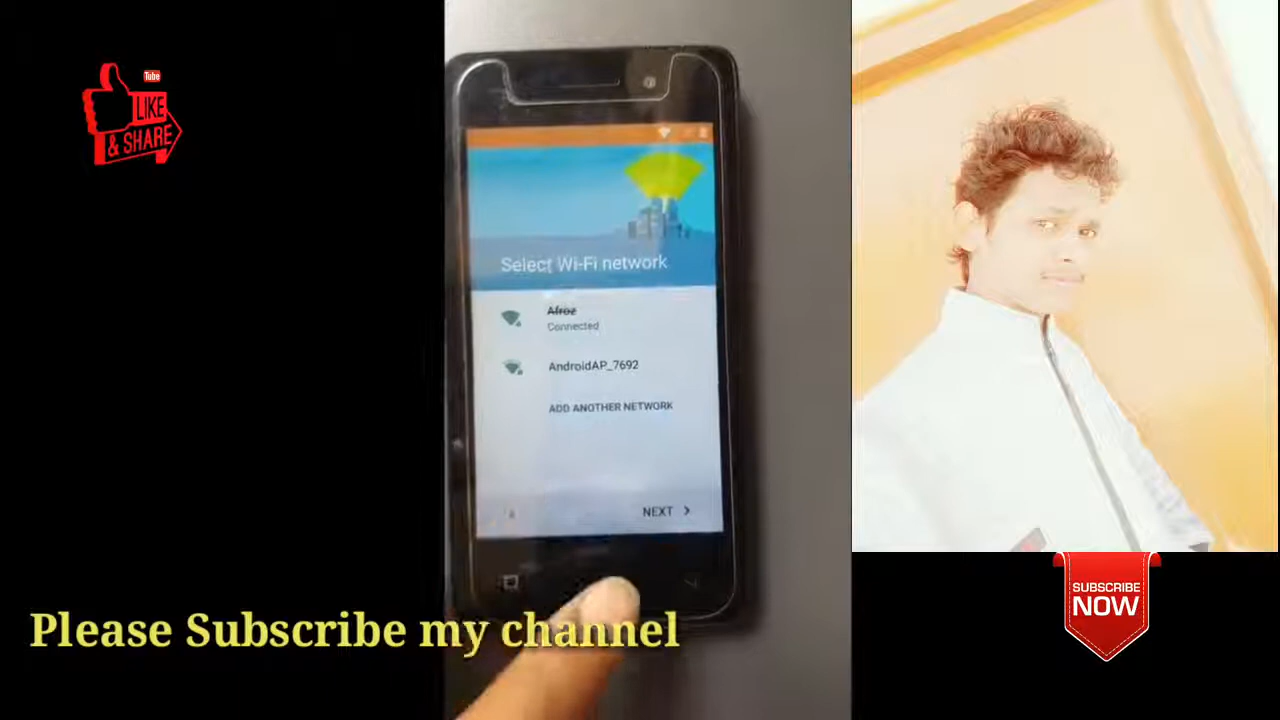 Tube
LIKE
& SHARE
Select Wi-Fi network
Afroz
Connected
AndroidAP_7692
ADD ANOTHER NETWORK
NEXT >
Please Subscribe my channel
SUBSCRIBE
NOW